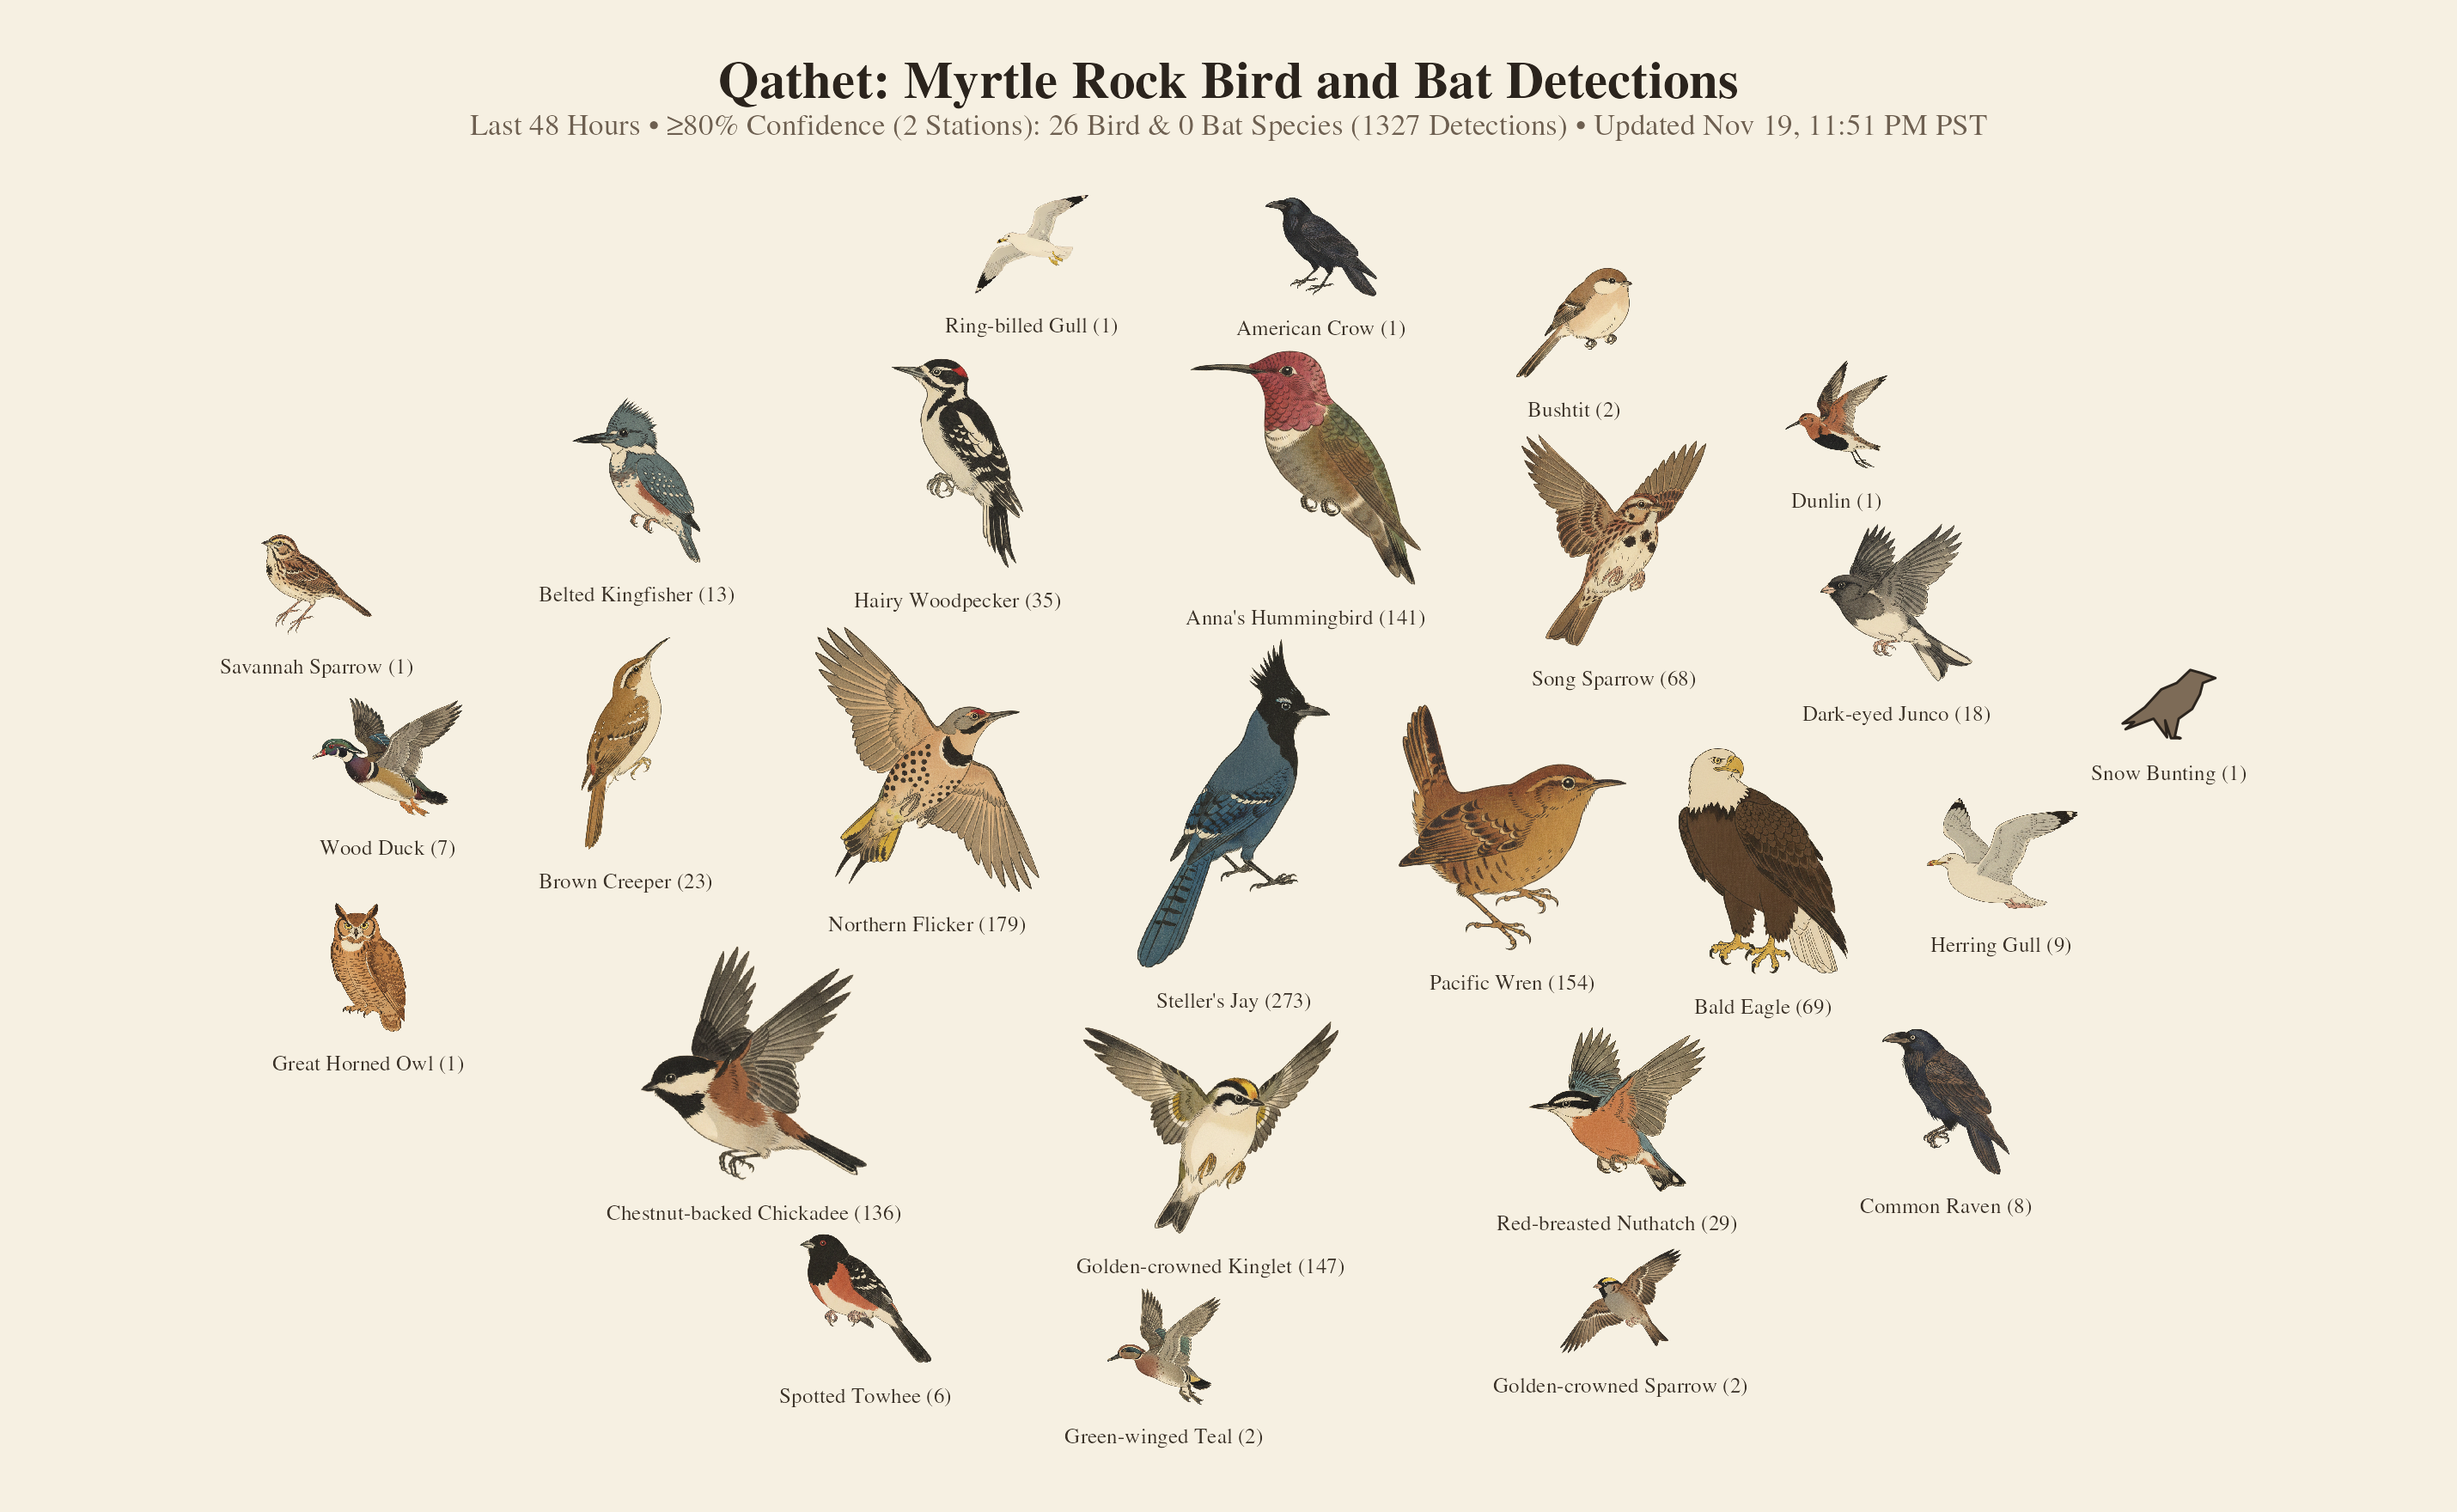 Qathet: Myrtle Rock Bird and Bat Detections
Last 48 Hours • ≥80% Confidence (2 Stations): 26 Bird & 0 Bat Species (1327 Detections) • Updated Nov 19, 11:51 PM PST
Ring-billed Gull (1)
American Crow (1)
Bushtit (2)
Dunlin (1)
Belted Kingfisher (13)
Hairy Woodpecker (35)
Anna's Hummingbird (141)
Savannah Sparrow (1)
Song Sparrow (68)
Dark-eyed Junco (18)
Snow Bunting (1)
Wood Duck (7)
Brown Creeper (23)
Northern Flicker (179)
Herring Gull (9)
Pacific Wren (154)
Steller's Jay (273)
Bald Eagle (69)
Great Horned Owl (1)
Common Raven (8)
Chestnut-backed Chickadee (136)
Red-breasted Nuthatch (29)
Golden-crowned Kinglet (147)
Golden-crowned Sparrow (2)
Spotted Towhee (6)
Green-winged Teal (2)